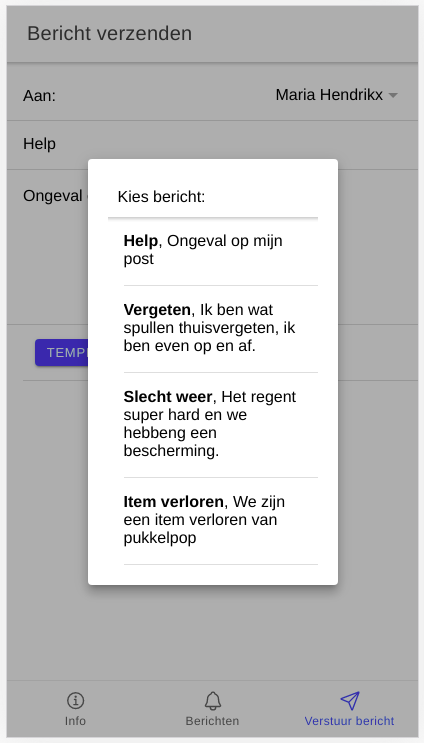 Bericht verzenden
Aan:
Maria Hendrikx
Help
Ongeval
Kies bericht:
Help, Ongeval op mijn
post
Vergeten, Ik ben wat
spullen thuisvergeten, ik
ben even op en af.
Slecht weer, Het regent
super hard en we
hebbeng een
bescherming.
Item verloren, We zijn
een item verloren van
pukkelpop
TEMP
Info
Berichten
Verstuur bericht